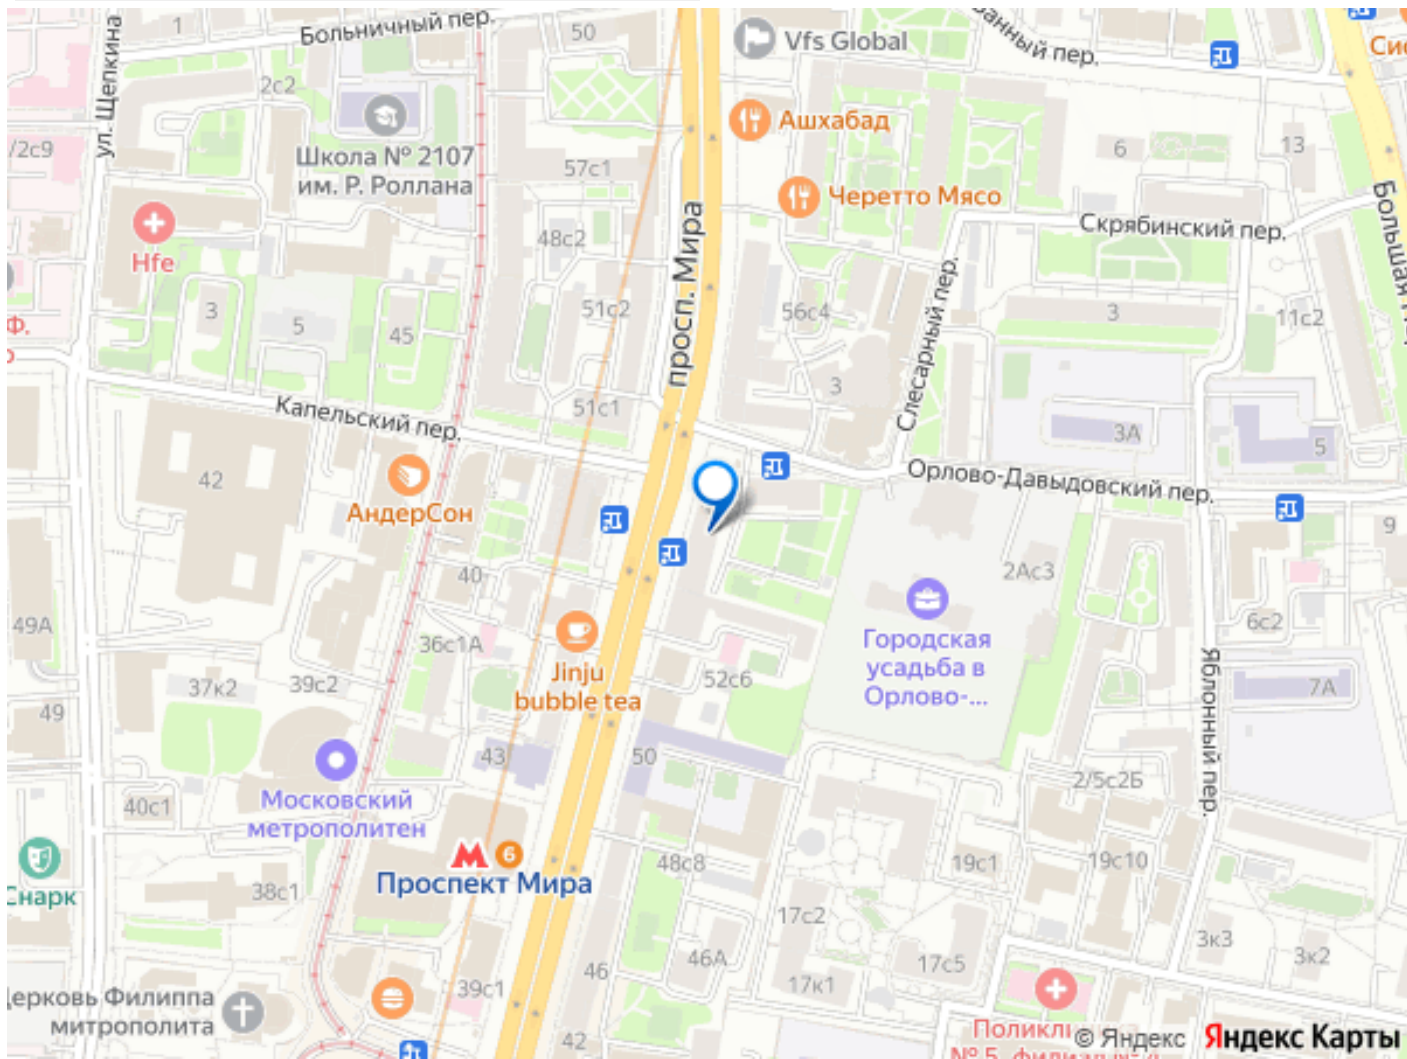 Больничный пер.
1
50
Vfs Global
ул. Щепкина
2с2
Школа № 2107
им. Р. Роллана
57с1
Ашхабад
6
13
/2с9
Черетто Мясо
Скрябинский пер.
Большая
Hfe
48с2
просп. Мира
Слесарный пер.
3
5
45
51с2
56с4
3
11с2
Ф.
Капельский пер.
51с1
3
3А
5
42
АндерСон
Орлово-Давыдовский пер.
9
40
2Ас3
49А
36с1А
Jinju
bubble tea
Городская
усадьба в
Орлово-...
6с2
37к2
39с2
52с6
7А
49
43
50
Яблонный пер.
Московский
метрополитен
40с1
2/5с2Б
6
Проспект Мира
48с8
19с1
19с10
Снарк
38с1
17с2
46А
3к3
3к2
39с1
46
17с5
17к1
Церковь Филиппа
митрополита
42
© Яндекс
Яндекс Карты